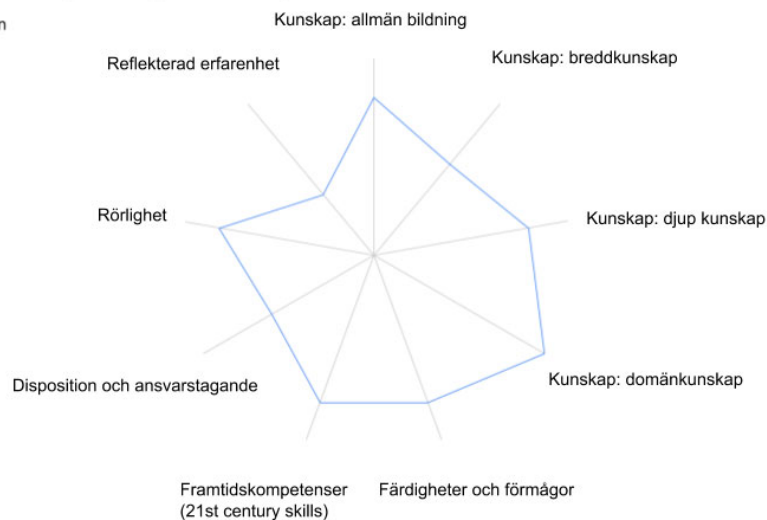 Kunskap: allmän bildning
Kunskap: breddkunskap
Reflekterad erfarenhet
Rörlighet
Kunskap: djup kunskap
Kunskap: domänkunskap
Disposition och ansvarstagande
Framtidskompetenser
(21st century skills)
Färdigheter och förmågor